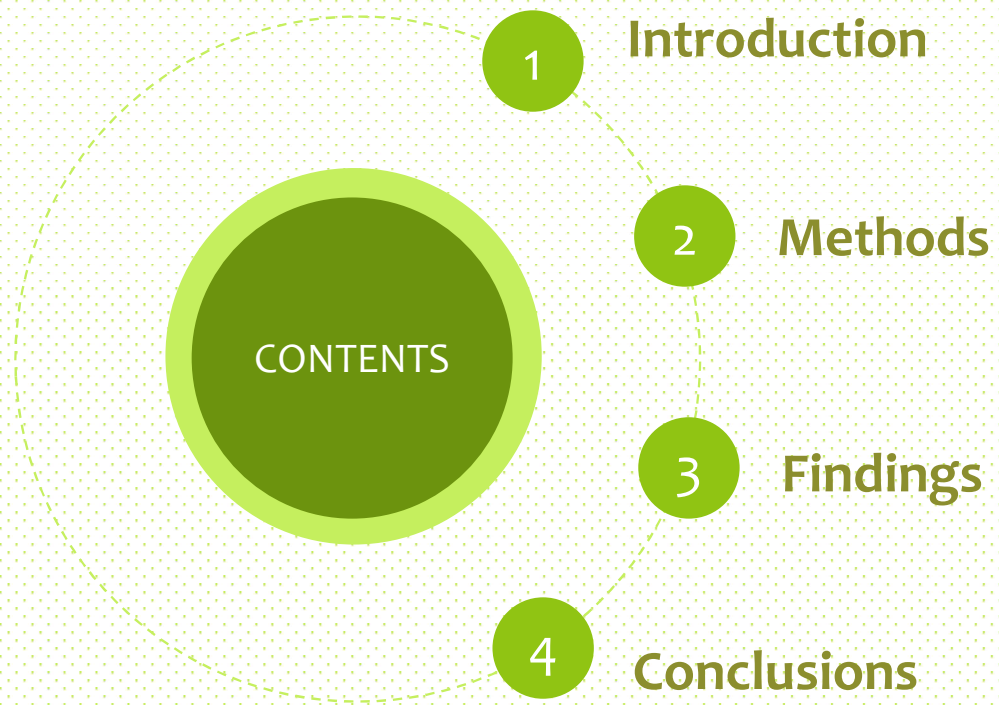 CONTENTS
1 Introduction
2 Methods
3 Findings
4 Conclusions